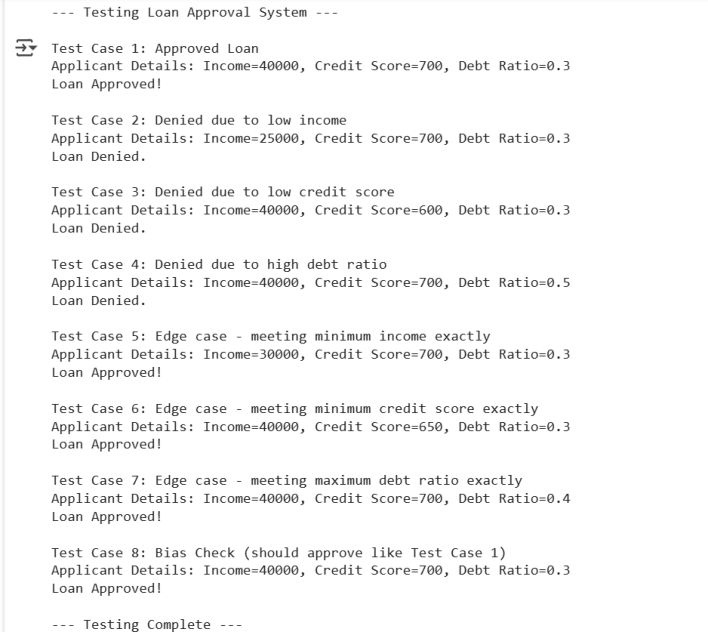 --- Testing Loan Approval System ---
Test Case 1: Approved Loan
Applicant Details: Income=40000, Credit Score=700, Debt Ratio=0.3
Loan Approved!
Test Case 2: Denied due to low income
Applicant Details: Income=25000, Credit Score=700, Debt Ratio=0.3
Loan Denied.
Test Case 3: Denied due to low credit score
Applicant Details: Income=40000, Credit Score=600, Debt Ratio=0.3
Loan Denied.
Test Case 4: Denied due to high debt ratio
Applicant Details: Income=40000, Credit Score=700, Debt Ratio=0.5
Loan Denied.
Test Case 5: Edge case - meeting minimum income exactly
Applicant Details: Income=30000, Credit Score=700, Debt Ratio=0.3
Loan Approved!
Test Case 6: Edge case - meeting minimum credit score exactly
Applicant Details: Income=40000, Credit Score=650, Debt Ratio=0.3
Loan Approved!
Test Case 7: Edge case - meeting maximum debt ratio exactly
Applicant Details: Income=40000, Credit Score=700, Debt Ratio=0.4
Loan Approved!
Test Case 8: Bias Check (should approve like Test Case 1)
Applicant Details: Income=40000, Credit Score=700, Debt Ratio=0.3
Loan Approved!
--- Testing Complete ---